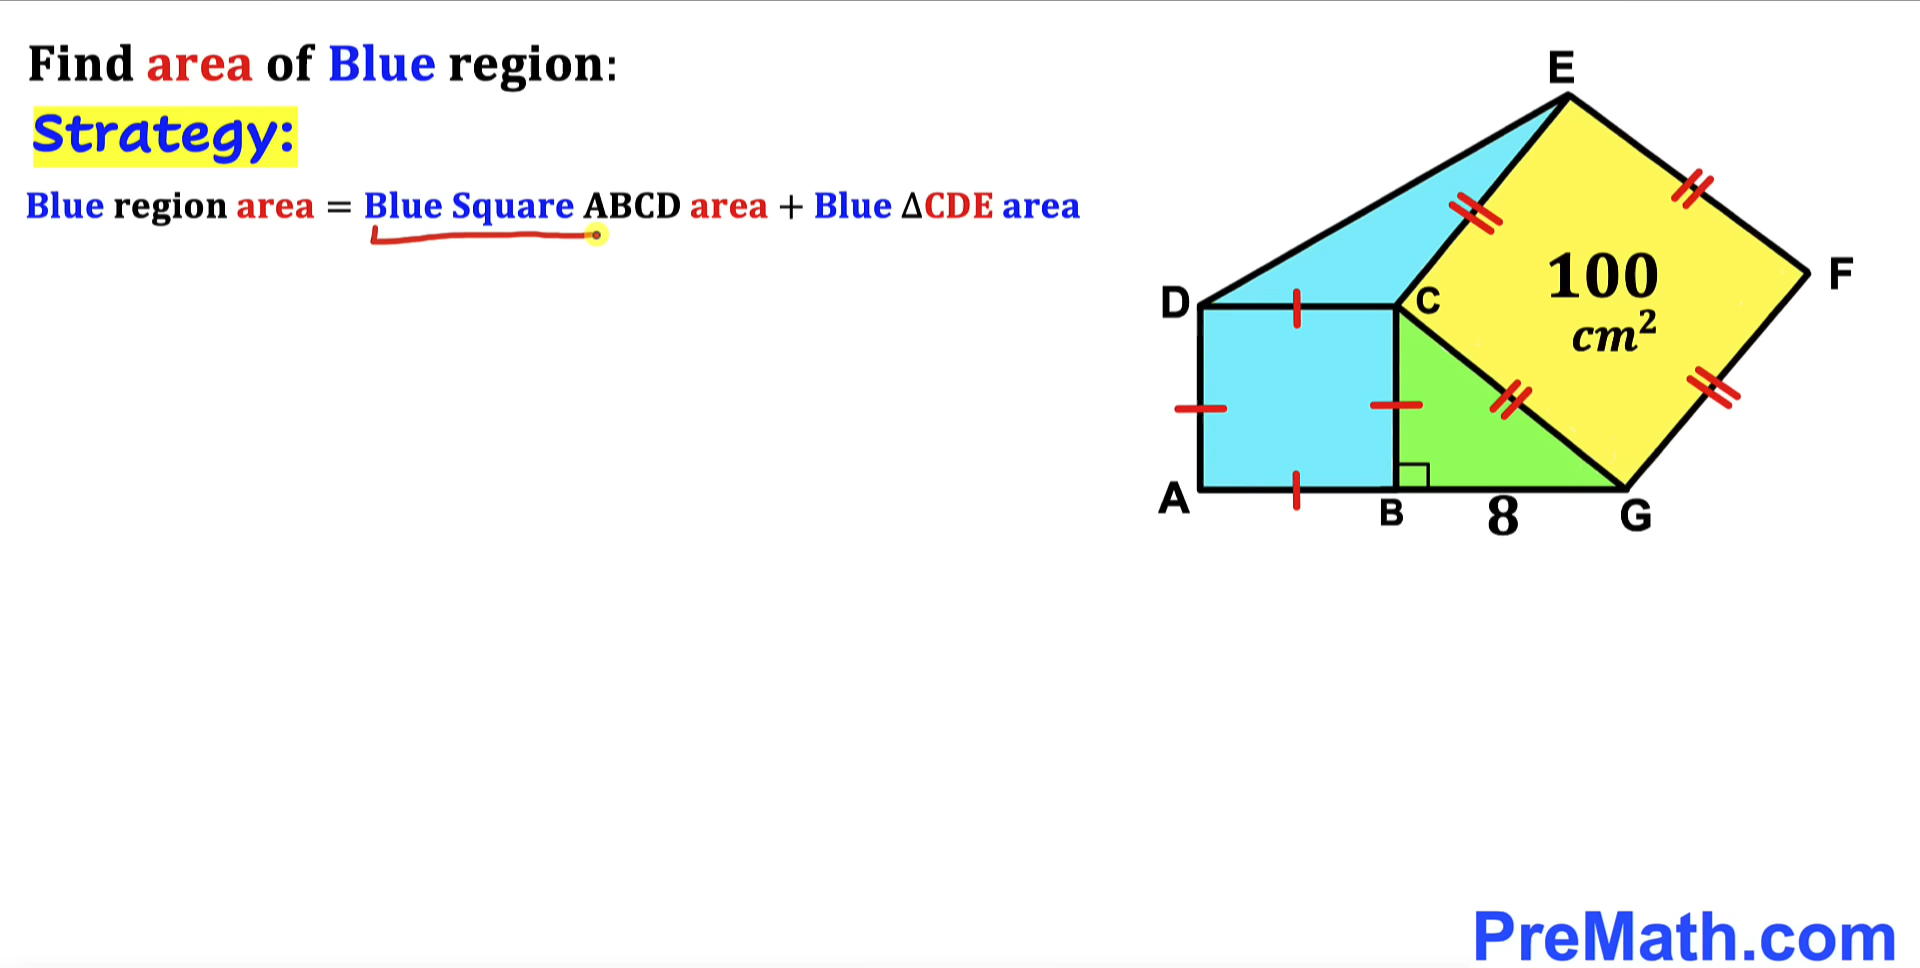 Find area of Blue region:
Strategy:
Blue region area = Blue Square ABCD area + Blue ΔCDE area
E
F
D
C
100
cm²
A
B
8
G
PreMath.com